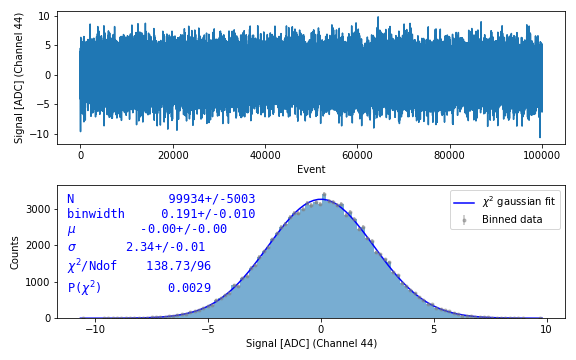 10
5
0
−5
−10
Signal [ADC] (Channel 44)
0 20000 40000 60000 80000 100000
Event
N 99934+/-5003
binwidth 0.191+/-0.010
μ -0.00+/-0.00
σ 2.34+/-0.01
χ²/Ndof 138.73/96
P(χ²) 0.0029
χ² gaussian fit
Binned data
3000
2000
1000
0
Counts
−10 −5 0 5 10
Signal [ADC] (Channel 44)